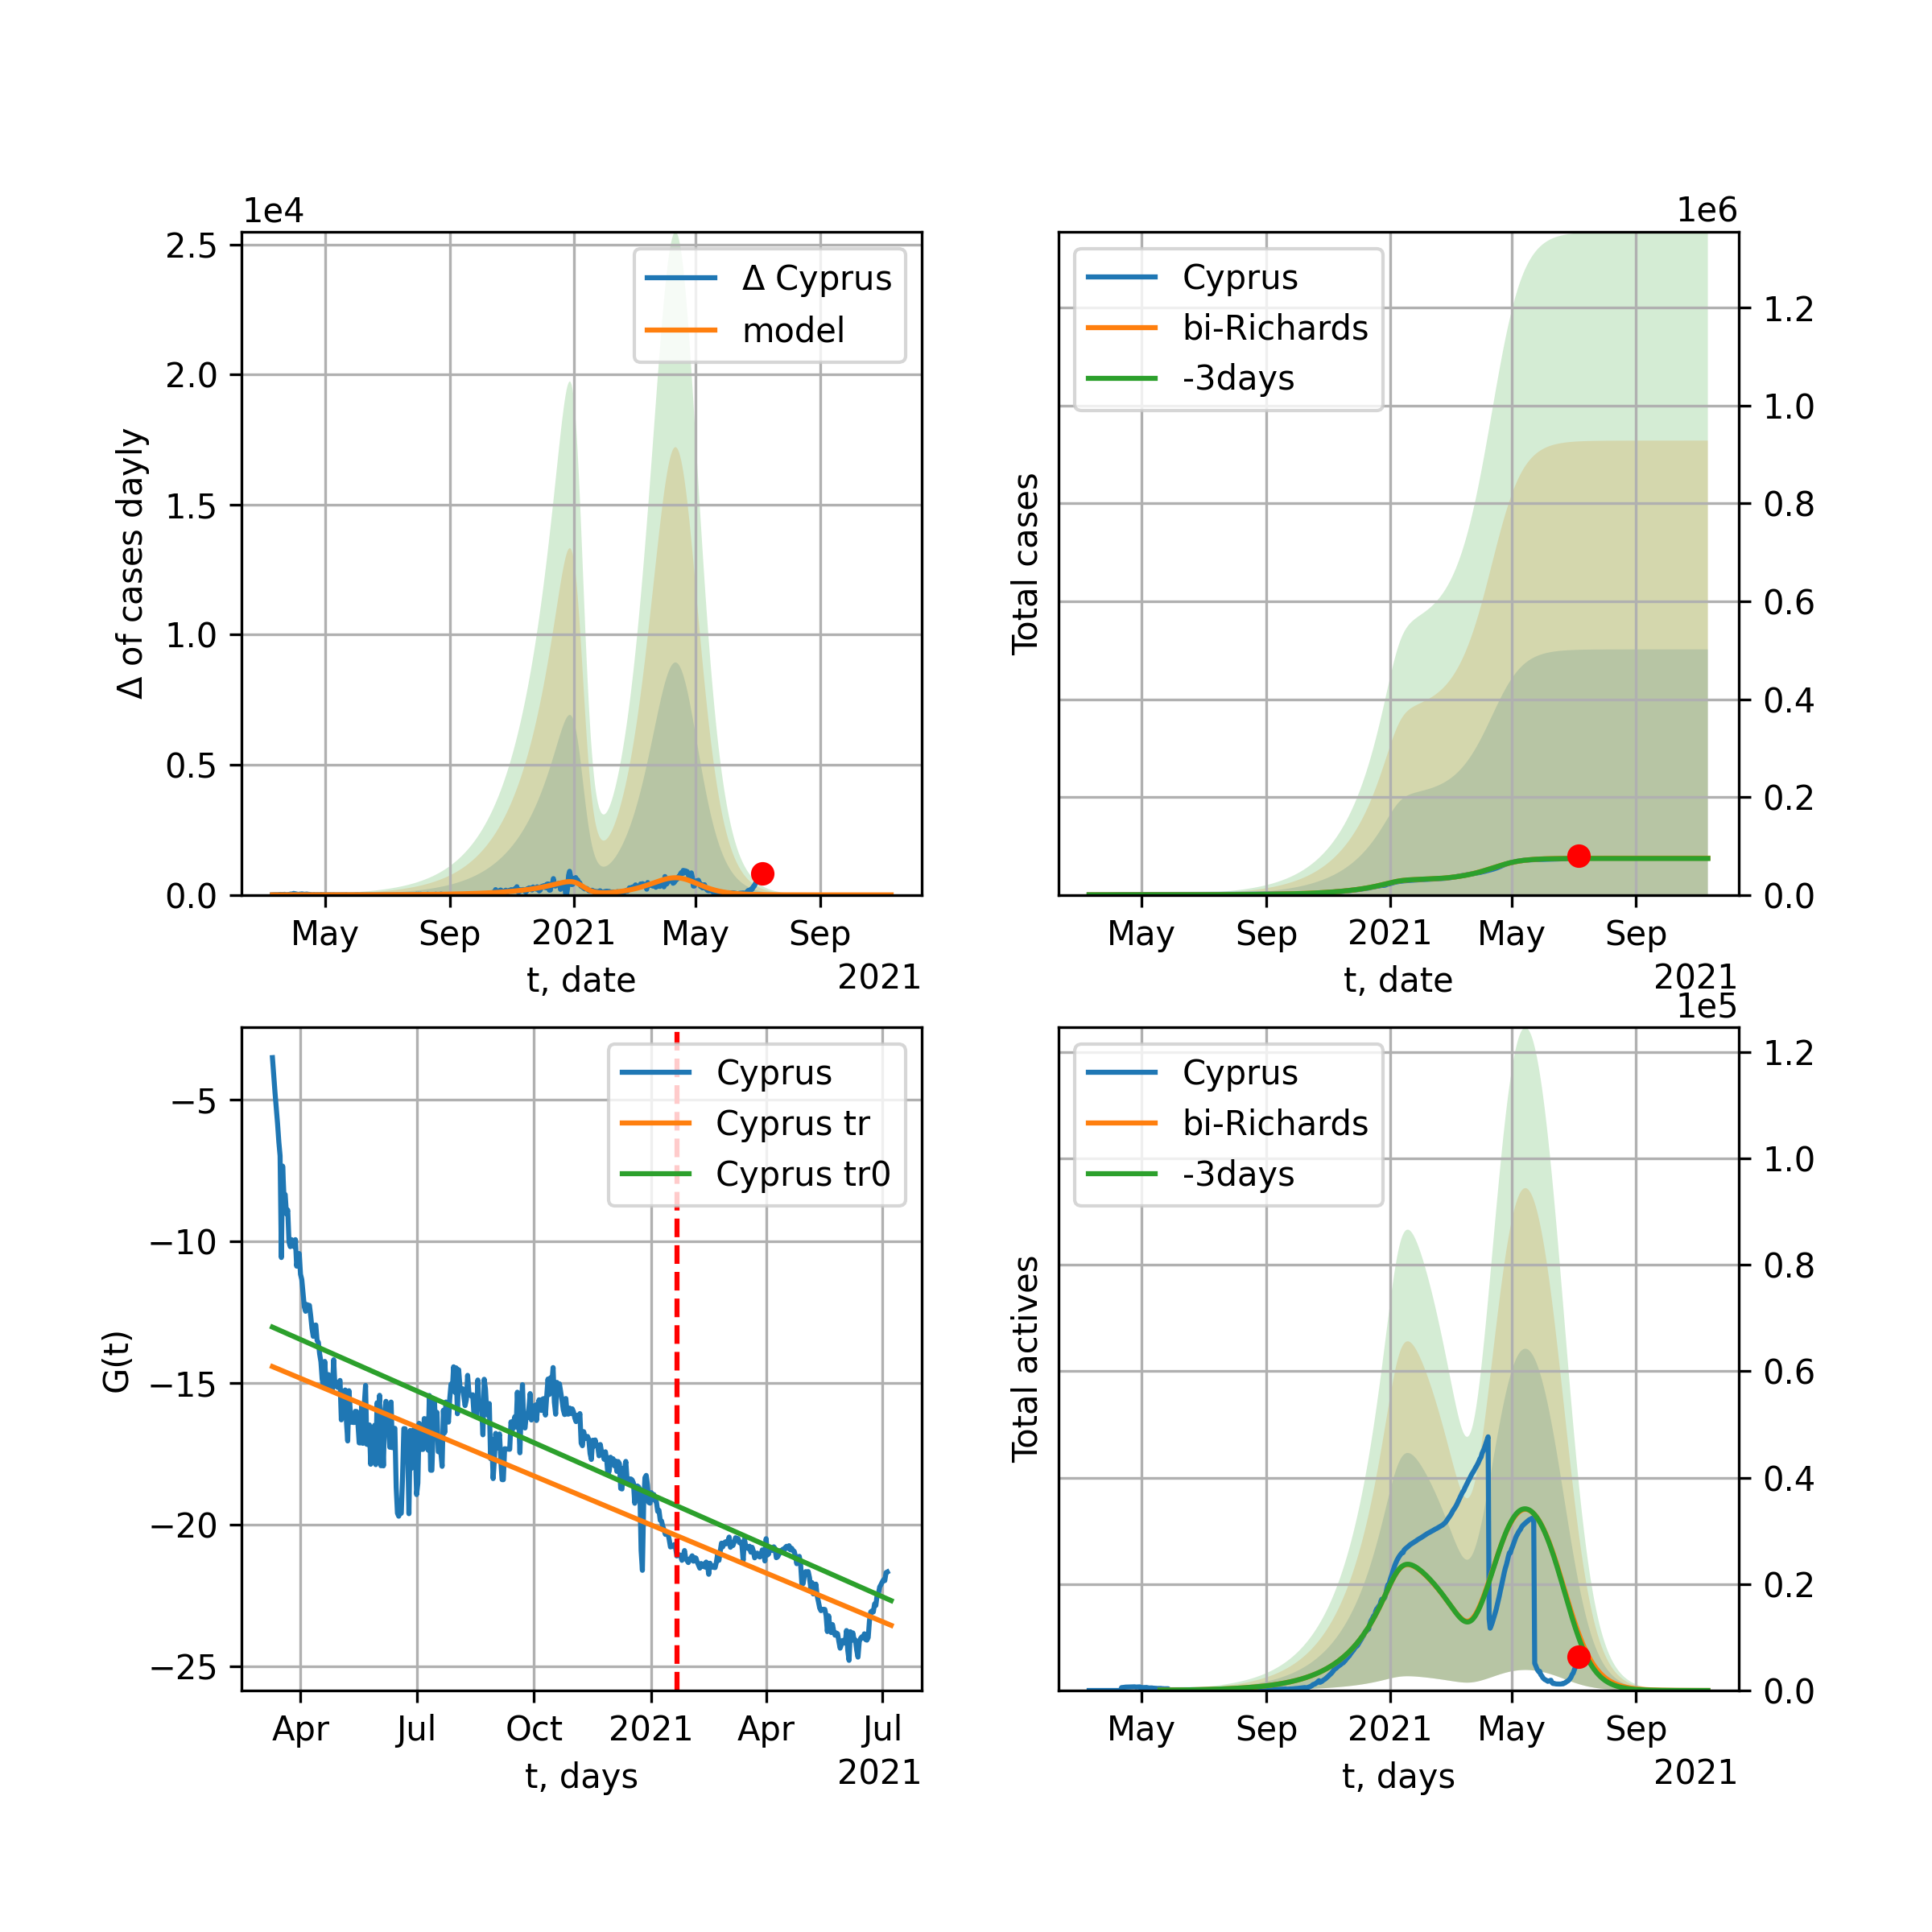 1e4
2.5
2.0
1.5
1.0
0.5
0.0
Δ of cases dayly
Δ Cyprus
model
May Sep 2021 May Sep
t, date
2021
1e6
Total cases
Cyprus
bi-Richards
-3days
1.2
1.0
0.8
0.6
0.4
0.2
0.0
May Sep 2021 May Sep
t, date
2021
−5
−10
−15
−20
−25
G(t)
Cyprus
Cyprus tr
Cyprus tr0
Apr Jul Oct 2021 Apr Jul
t, days
2021
1e5
Total actives
Cyprus
bi-Richards
-3days
1.2
1.0
0.8
0.6
0.4
0.2
0.0
May Sep 2021 May Sep
t, days
2021